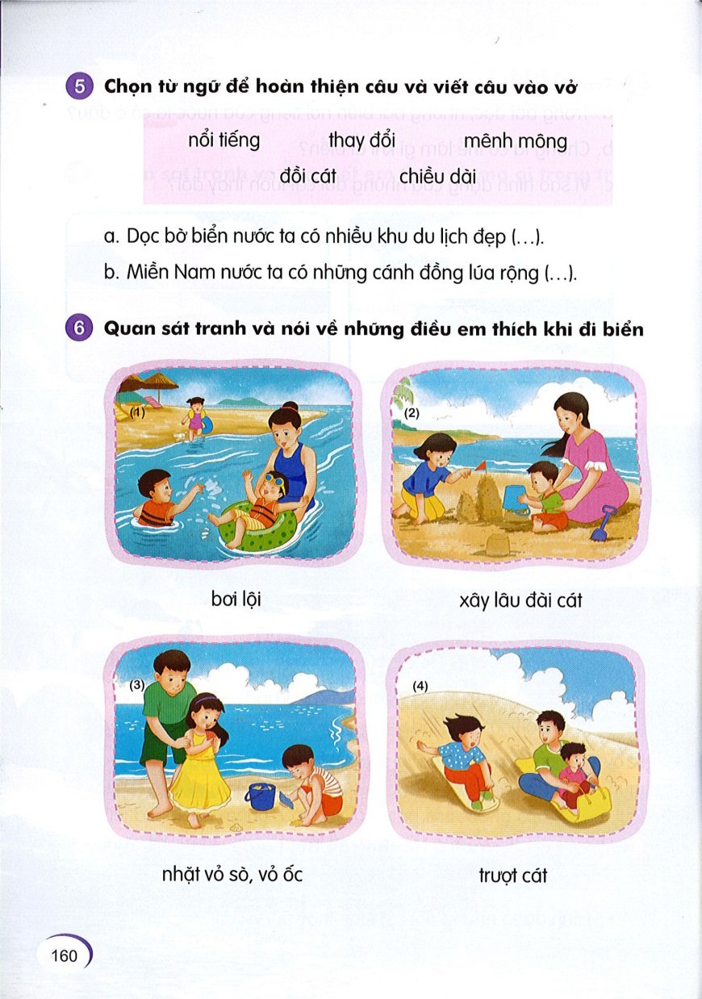 5 Chọn từ ngữ để hoàn thiện câu và viết câu vào vở
nổi tiếng thay đổi mênh mông
đồi cát chiều dài
a. Dọc bờ biển nước ta có nhiều khu du lịch đẹp (...).
b. Miền Nam nước ta có những cánh đồng lúa rộng (...).
6 Quan sát tranh và nói về những điều em thích khi đi biển
(1) (2)
bơi lội xây lâu đài cát
(3) (4)
nhặt vỏ sò, vỏ ốc trượt cát
160